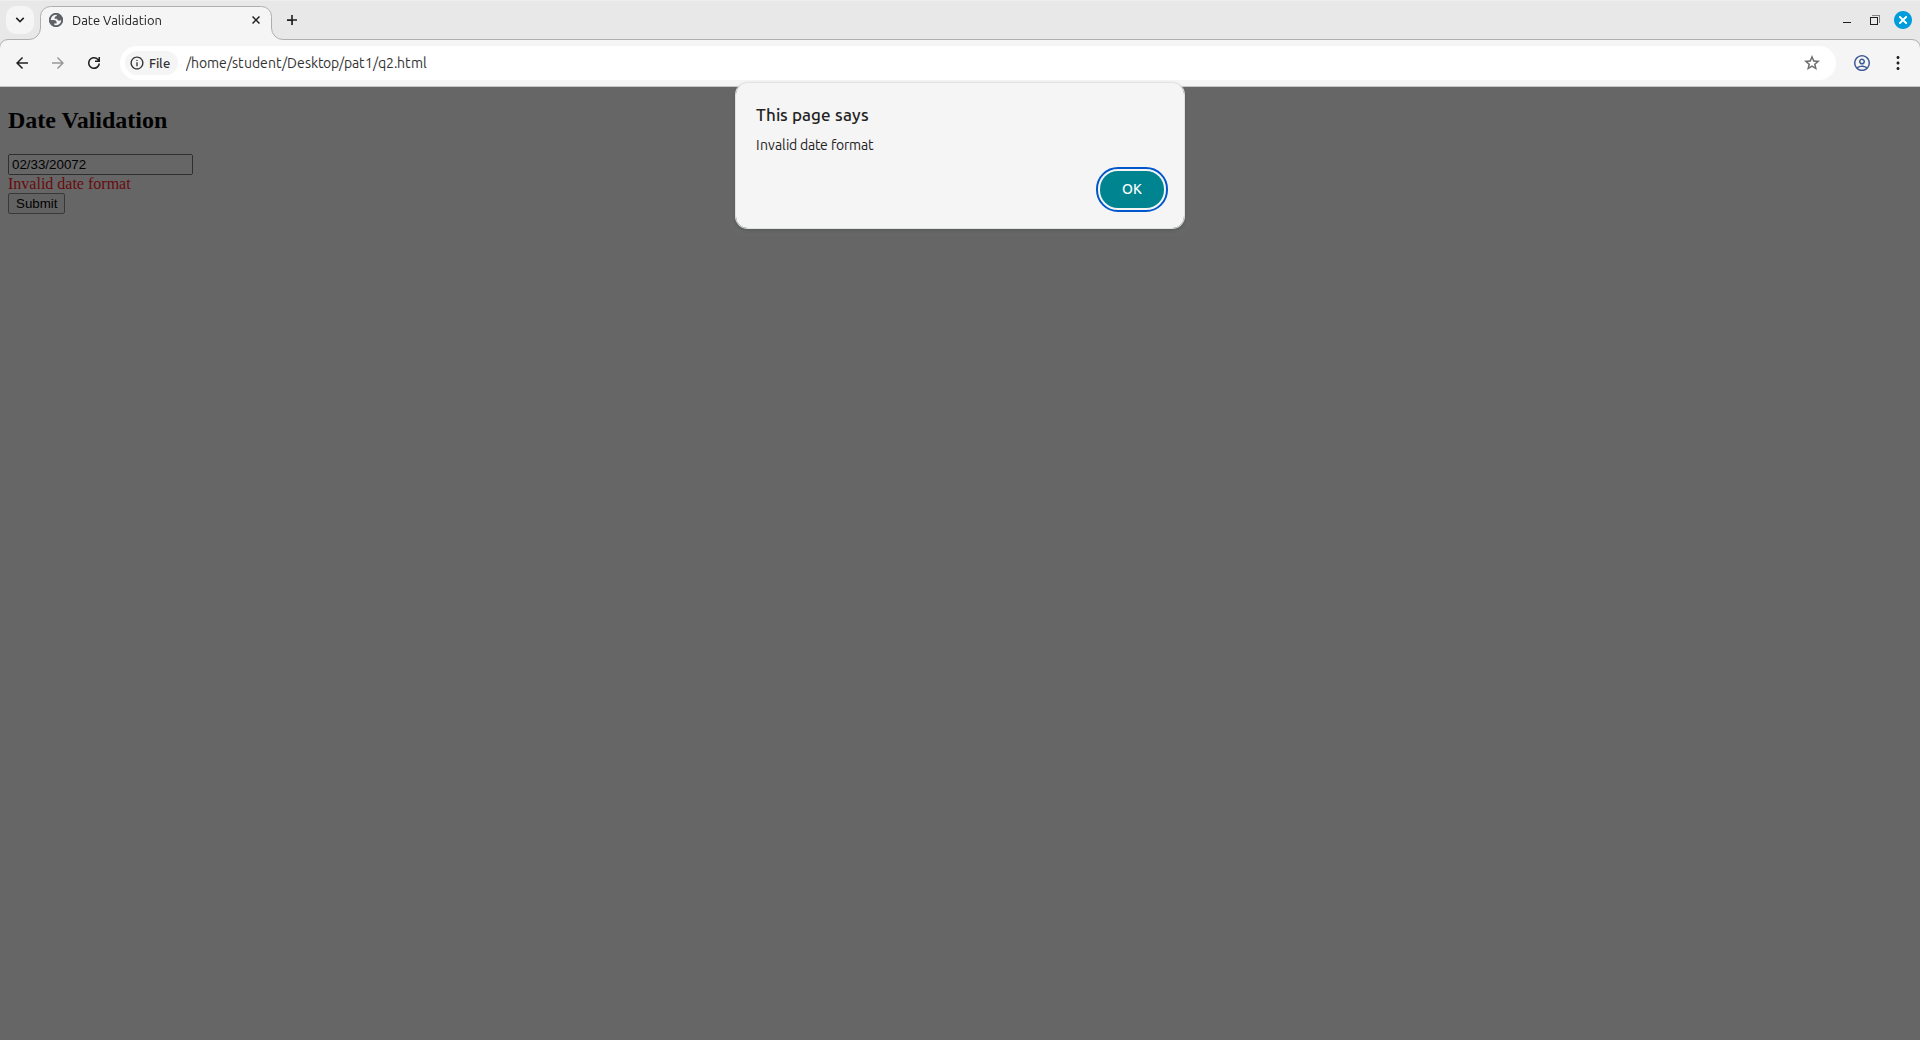 Date Validation
File /home/student/Desktop/pat1/q2.html
Date Validation
02/33/20072
Invalid date format
Submit
This page says
Invalid date format
OK